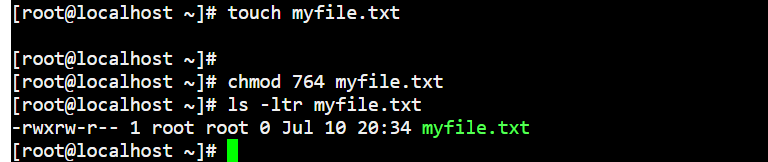 [root@localhost ~]# touch myfile.txt
[root@localhost ~]#
[root@localhost ~]# chmod 764 myfile.txt
[root@localhost ~]# ls -ltr myfile.txt
-rwxrw-r-- 1 root root 0 Jul 10 20:34 myfile.txt
[root@localhost ~]#